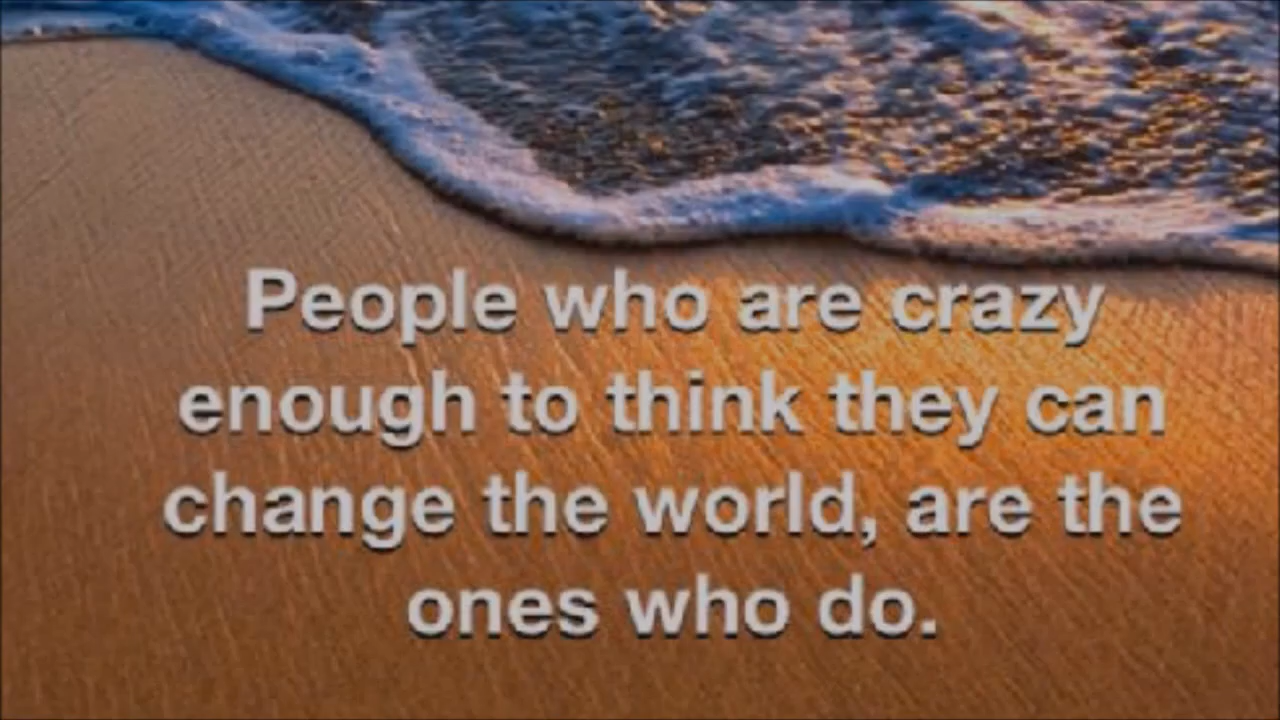 People who are crazy
enough to think they can
change the world, are the
ones who do.